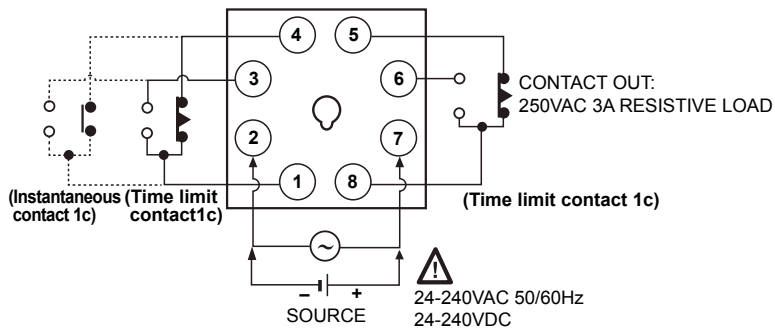 4
5
3
6
CONTACT OUT:
250VAC 3A RESISTIVE LOAD
2
7
1
8
(Instantaneous
contact 1c)
(Time limit
contact1c)
(Time limit contact 1c)
~
− +
SOURCE
!
24-240VAC 50/60Hz
24-240VDC